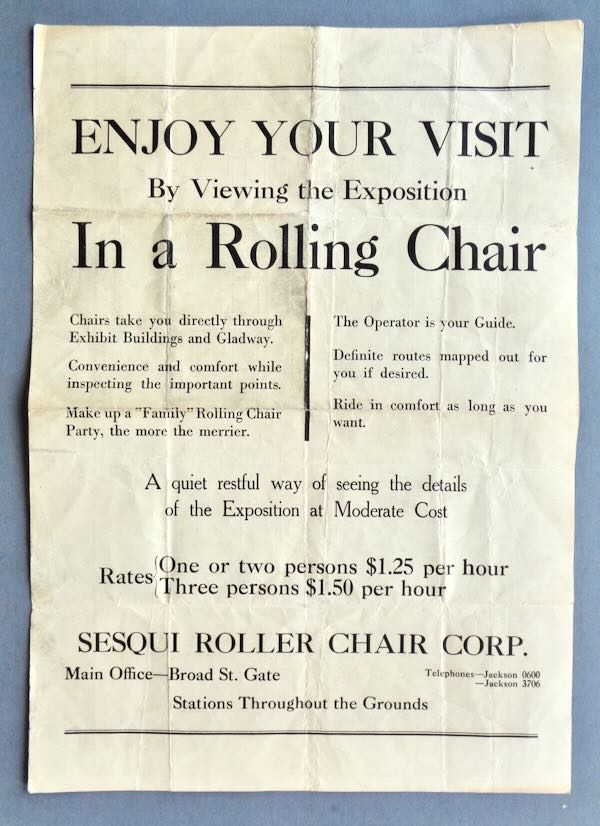 ENJOY YOUR VISIT
By Viewing the Exposition
In a Rolling Chair
Chairs take you directly through
Exhibit Buildings and Gladway.
Convenience and comfort while
inspecting the important points.
Make up a "Family" Rolling Chair
Party, the more the merrier.
The Operator is your Guide.
Definite routes mapped out for
you if desired.
Ride in comfort as long as you
want.
A quiet restful way of seeing the details
of the Exposition at Moderate Cost
Rates
One or two persons $1.25 per hour
Three persons $1.50 per hour
SESQUI ROLLER CHAIR CORP.
Main Office—Broad St. Gate
Telephones—Jackson 0600
—Jackson 3706
Stations Throughout the Grounds